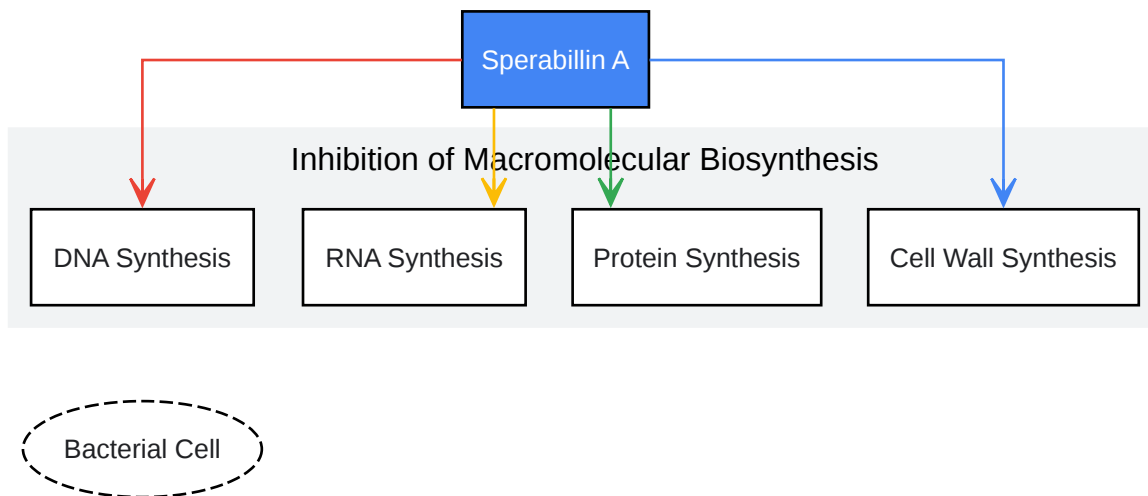 Sperabillin A
Inhibition of Macromolecular Biosynthesis
DNA Synthesis
RNA Synthesis
Protein Synthesis
Cell Wall Synthesis
Bacterial Cell